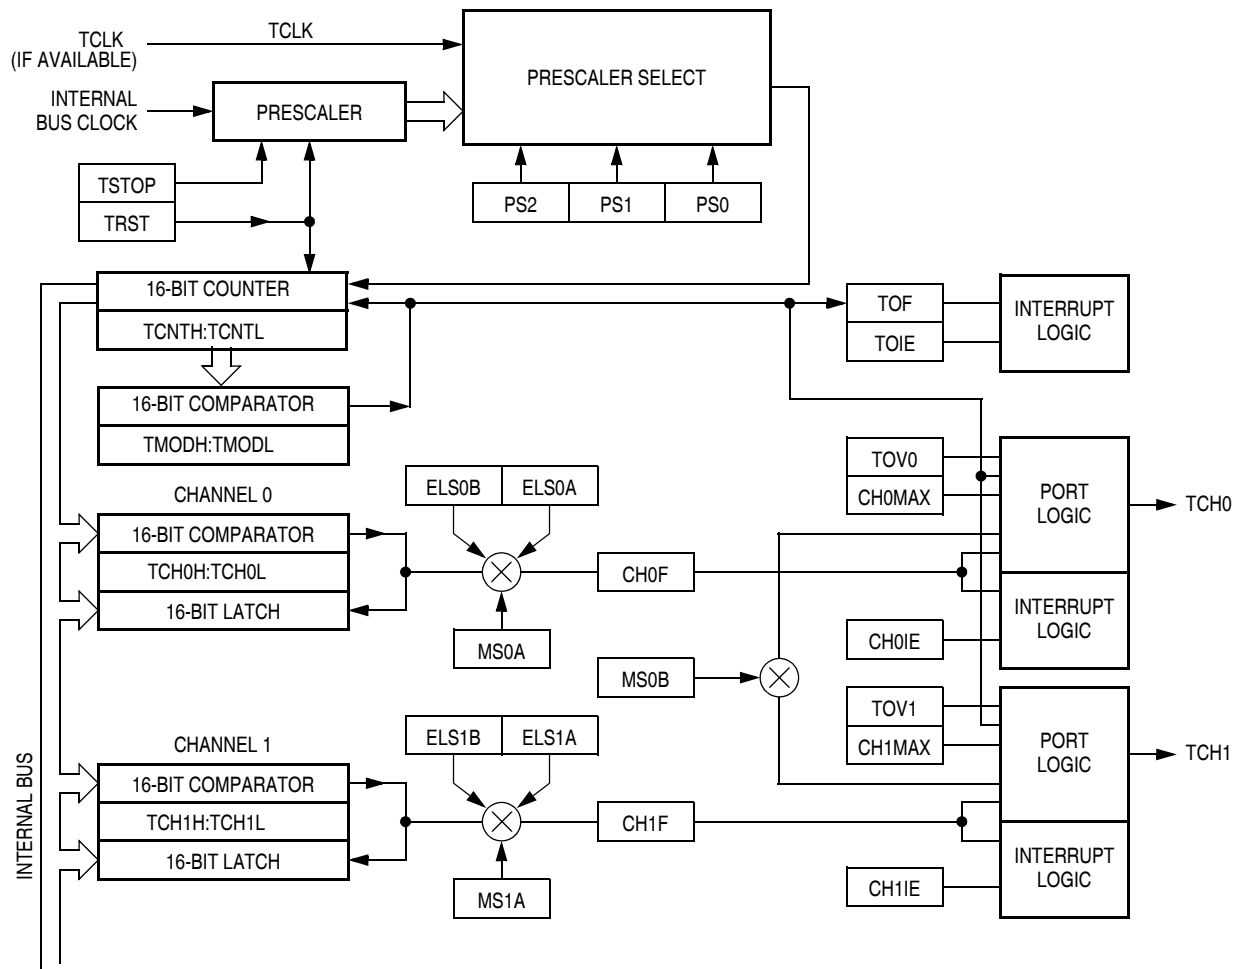 TCLK
(IF AVAILABLE)
TCLK
PRESCALER SELECT
INTERNAL
BUS CLOCK
PRESCALER
TSTOP
TRST
PS2
PS1
PS0
16-BIT COUNTER
TCNTH:TCNTL
TOF
TOIE
INTERRUPT
LOGIC
16-BIT COMPARATOR
TMODH:TMODL
CHANNEL 0
16-BIT COMPARATOR
TCH0H:TCH0L
16-BIT LATCH
ELS0B
ELS0A
MS0A
CH0F
TOV0
CH0MAX
PORT
LOGIC
TCH0
INTERRUPT
LOGIC
CH0IE
MS0B
CHANNEL 1
16-BIT COMPARATOR
TCH1H:TCH1L
16-BIT LATCH
ELS1B
ELS1A
MS1A
CH1F
TOV1
CH1MAX
PORT
LOGIC
TCH1
INTERRUPT
LOGIC
CH1IE
INTERNAL BUS